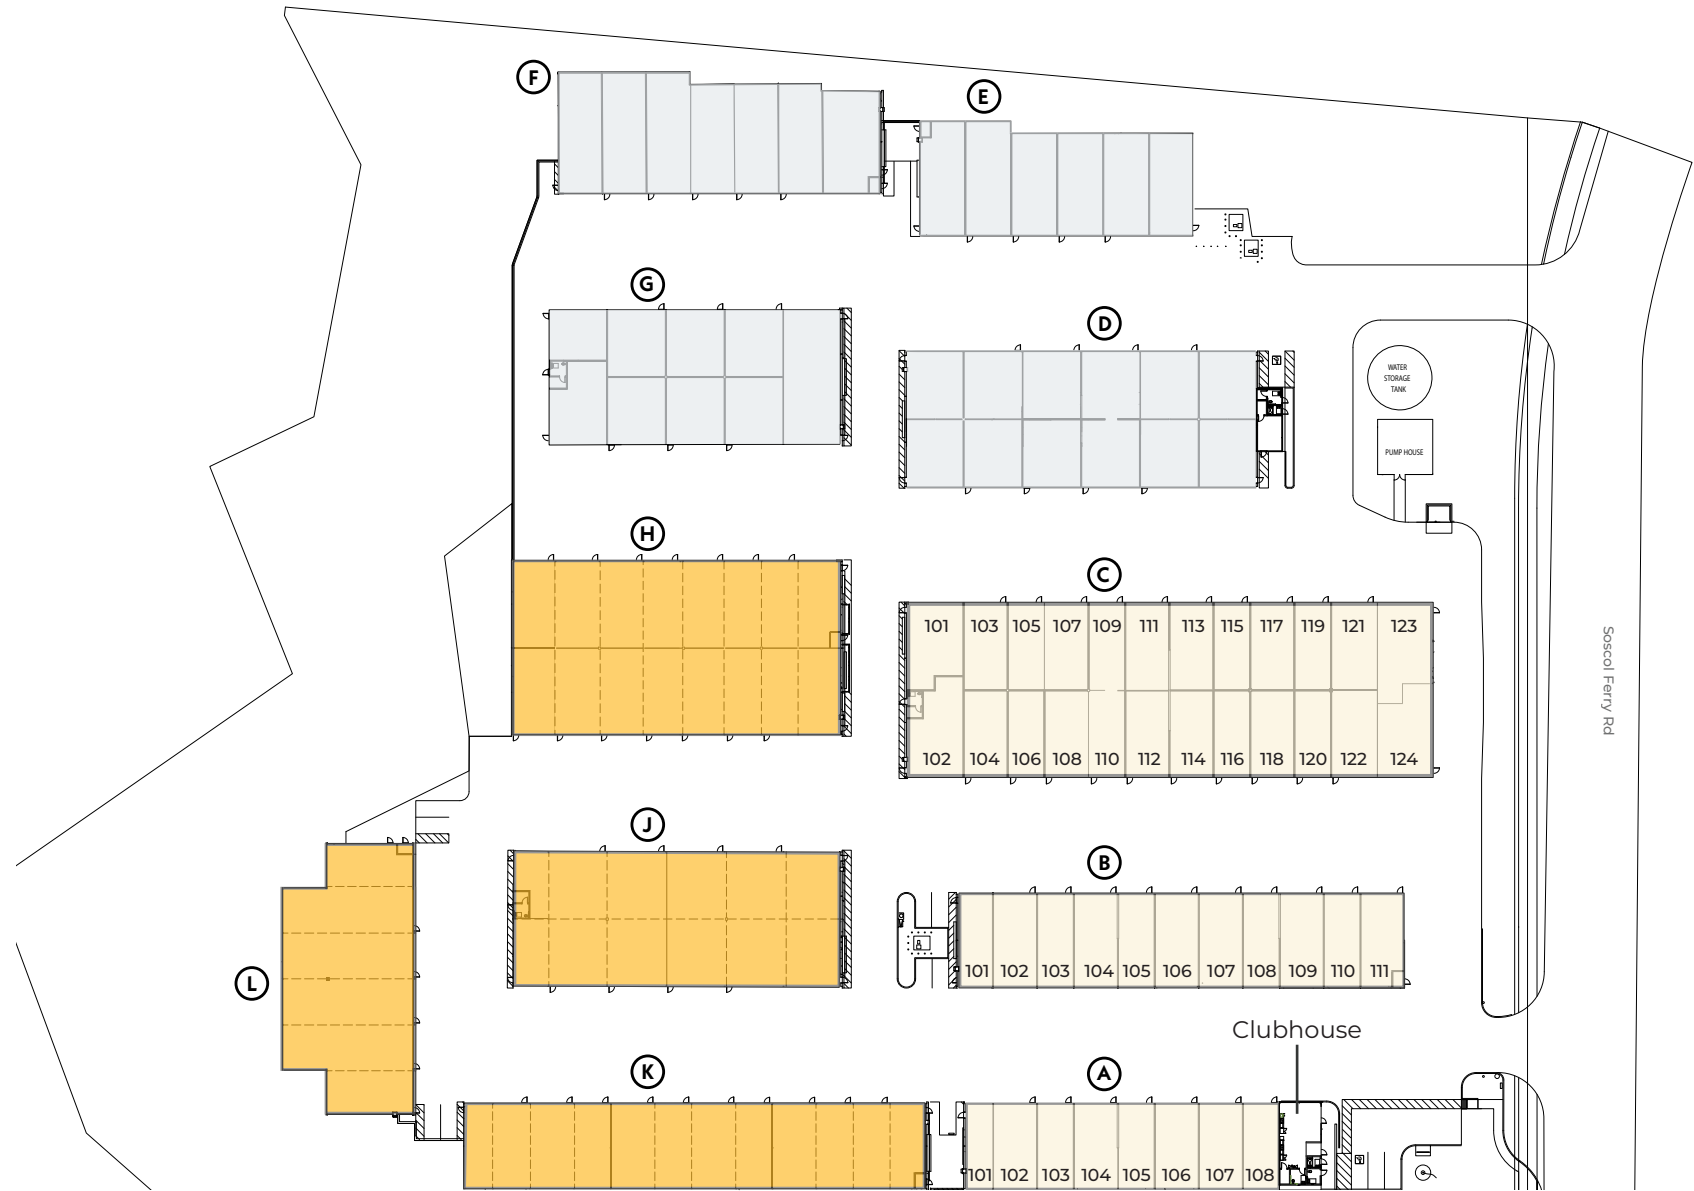 F
E
G
D
WATER
STORAGE
TANK
PUMP HOUSE
H
C
101 103 105 107 109 111 113 115 117 119 121 123
102 104 106 108 110 112 114 116 118 120 122 124
Soscol Ferry Rd
J
B
101 102 103 104 105 106 107 108 109 110 111
L
Clubhouse
K
A
101 102 103 104 105 106 107 108